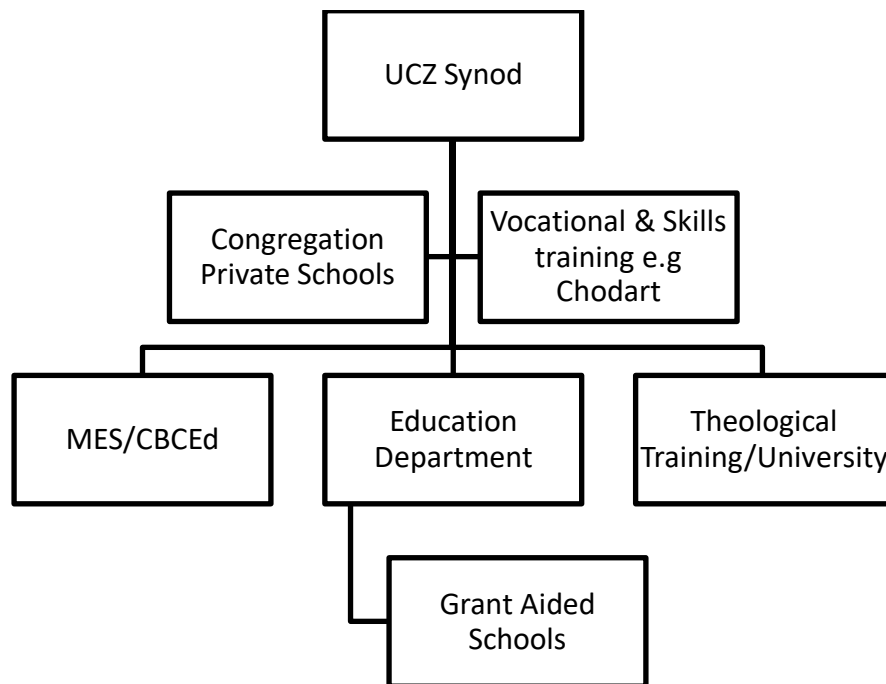 UCZ Synod
Congregation
Private Schools
Vocational & Skills
training e.g
Chodart
MES/CBCEd
Education
Department
Theological
Training/University
Grant Aided
Schools